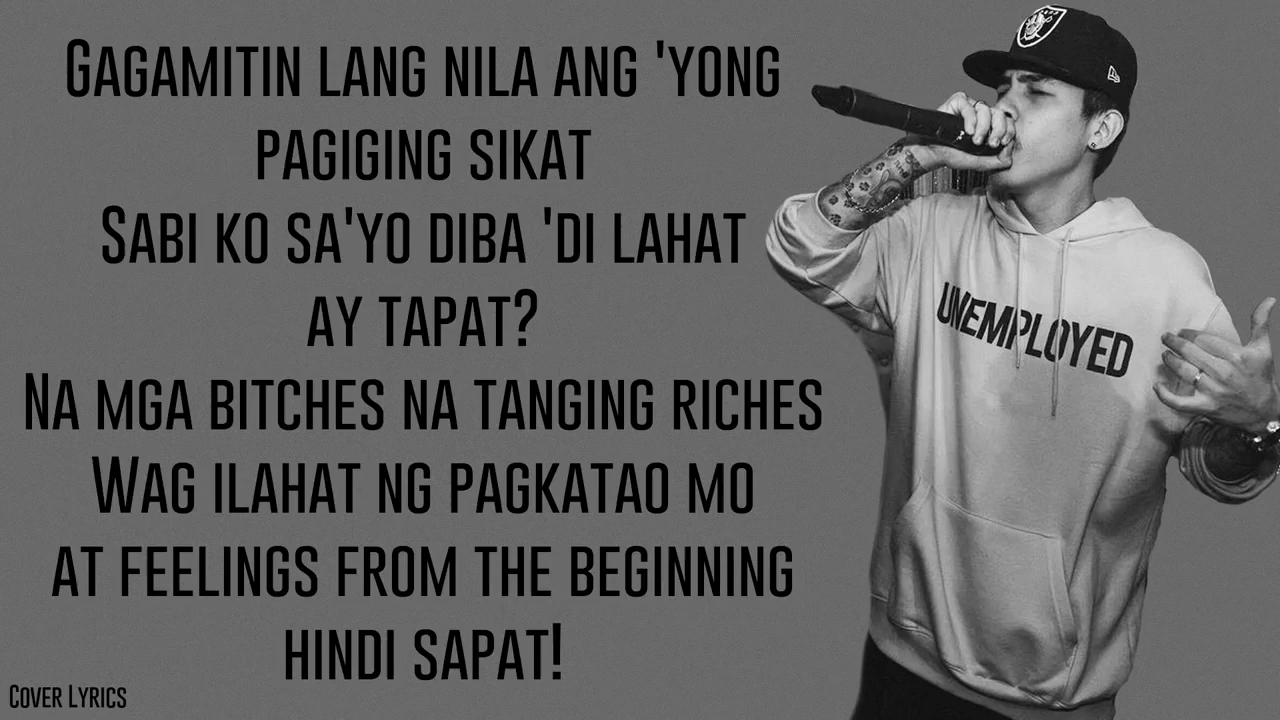 Gagamitin lang nila ang 'yong
pagiging sikat
Sabi ko sa'yo diba 'di lahat
ay tapat?
Na mga bitches na tanging riches
Wag ilahat ng pagkatao mo
at feelings from the beginning
hindi sapat!
UNEMPLOYED
Cover Lyrics